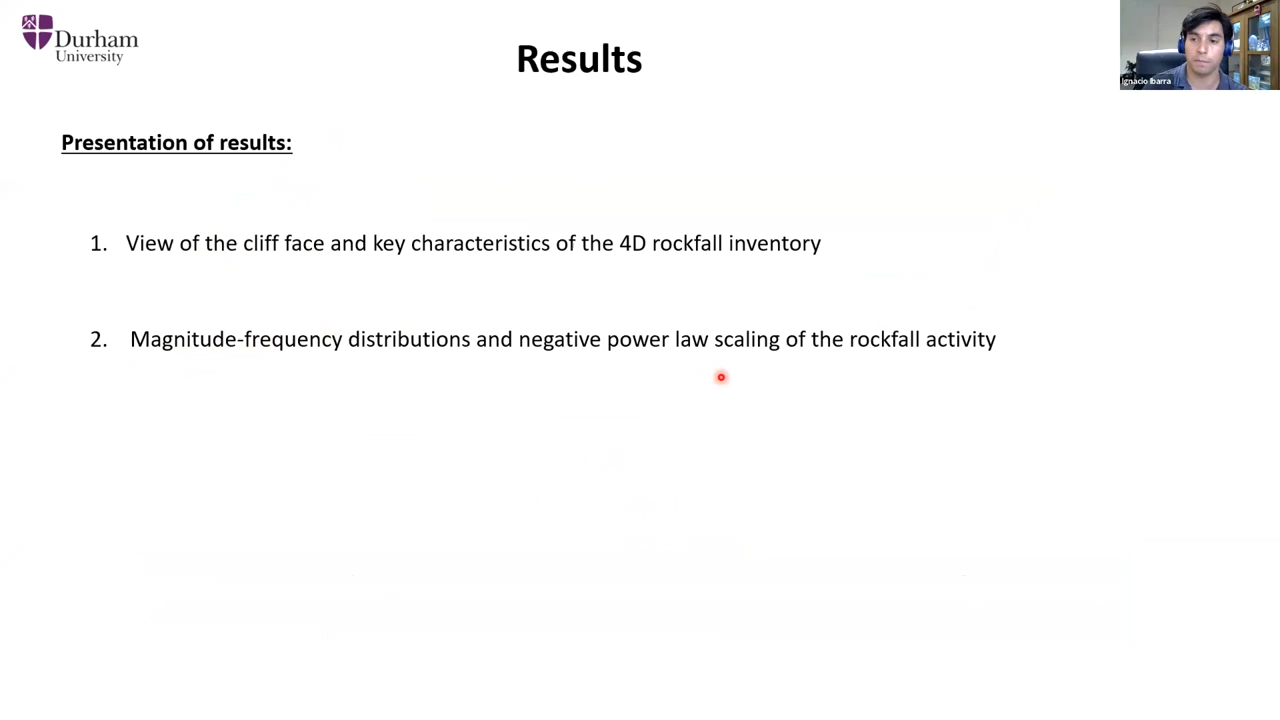 Durham
University
Results
Ignacio Ibarra
Presentation of results:
1. View of the cliff face and key characteristics of the 4D rockfall inventory
2. Magnitude-frequency distributions and negative power law scaling of the rockfall activity